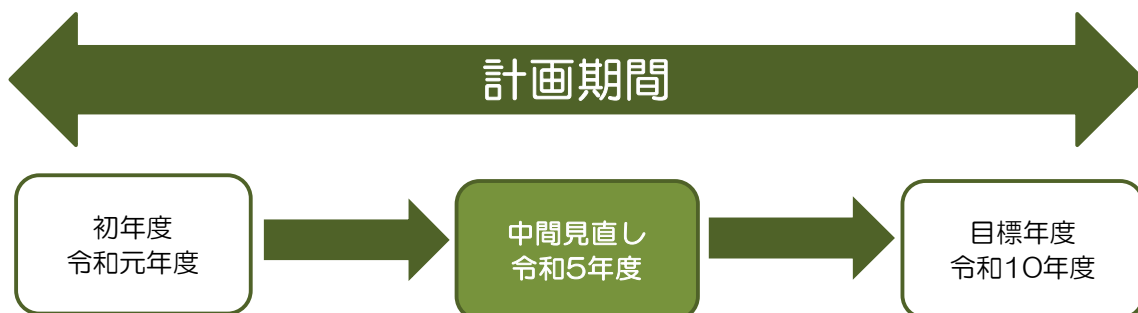 計画期間
初年度
令和元年度
中間見直し
令和5年度
目標年度
令和10年度